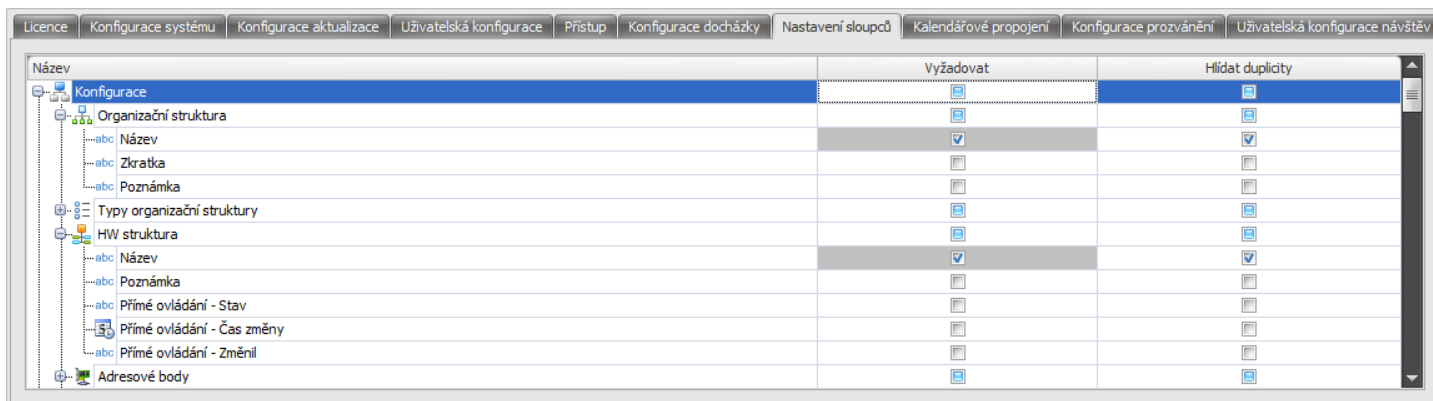 Licence Konfigurace systému Konfigurace aktualizace Uživatelská konfigurace Přístup Konfigurace docházky Nastavení sloupců Kalendářové propojení Konfigurace prozvánění Uživatelská konfigurace návštěv
Název Vyžadovat Hlídat duplicity
Konfigurace
Organizační struktura
abc Název
abc Zkratka
abc Poznámka
Typy organizační struktury
HW struktura
abc Název
abc Poznámka
abc Přímé ovládání - Stav
5 Přímé ovládání - Čas změny
abc Přímé ovládání - Změnil
Adresové body